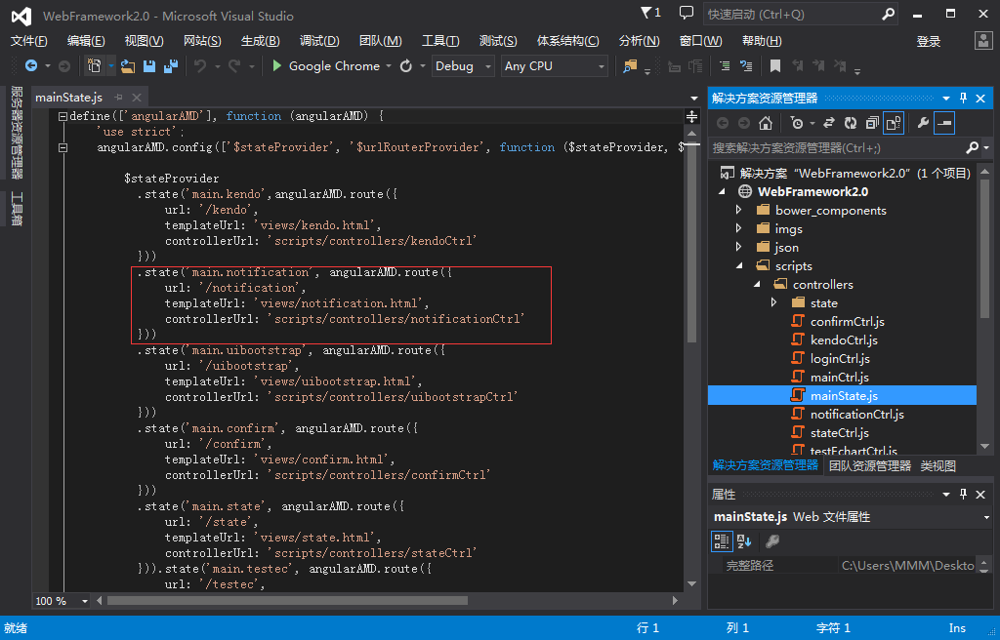 WebFramework2.0 - Microsoft Visual Studio
1
快速启动 (Ctrl+Q)
文件(F) 编辑(E) 视图(V) 网站(S) 生成(B) 调试(D) 团队(M) 工具(T) 测试(S) 体系结构(C) 分析(N) 窗口(W) 帮助(H) 登录
Google Chrome Debug Any CPU
服务器资源管理器
工具箱
mainState.js
define(['angularAMD'], function (angularAMD) {
'use strict';
angularAMD.config(['$stateProvider', '$urlRouterProvider', function ($stateProvider, $
$stateProvider
.state('main.kendo',angularAMD.route({
url: '/kendo',
templateUrl: 'views/kendo.html',
controllerUrl: 'scripts/controllers/kendoCtrl'
}))
.state('main.notification', angularAMD.route({
url: '/notification',
templateUrl: 'views/notification.html',
controllerUrl: 'scripts/controllers/notificationCtrl'
}))
.state('main.uibootstrap', angularAMD.route({
url: '/uibootstrap',
templateUrl: 'views/uibootstrap.html',
controllerUrl: 'scripts/controllers/uibootstrapCtrl'
}))
.state('main.confirm', angularAMD.route({
url: '/confirm',
templateUrl: 'views/confirm.html',
controllerUrl: 'scripts/controllers/confirmCtrl'
}))
.state('main.state', angularAMD.route({
url: '/state',
templateUrl: 'views/state.html',
controllerUrl: 'scripts/controllers/stateCtrl'
})).state('main.testec', angularAMD.route({
url: '/testec',
100 %
解决方案资源管理器
搜索解决方案资源管理器(Ctrl+;)
解决方案 "WebFramework2.0" (1 个项目)
WebFramework2.0
bower_components
imgs
json
scripts
controllers
state
confirmCtrl.js
kendoCtrl.js
loginCtrl.js
mainCtrl.js
mainState.js
notificationCtrl.js
stateCtrl.js
testEchartCtrl.js
解决方案资源管理器 团队资源管理器 类视图
属性
mainState.js Web 文件属性
完整路径 C:\Users\MMM\Deskto
就绪 行 1 列 1 字符 1 Ins